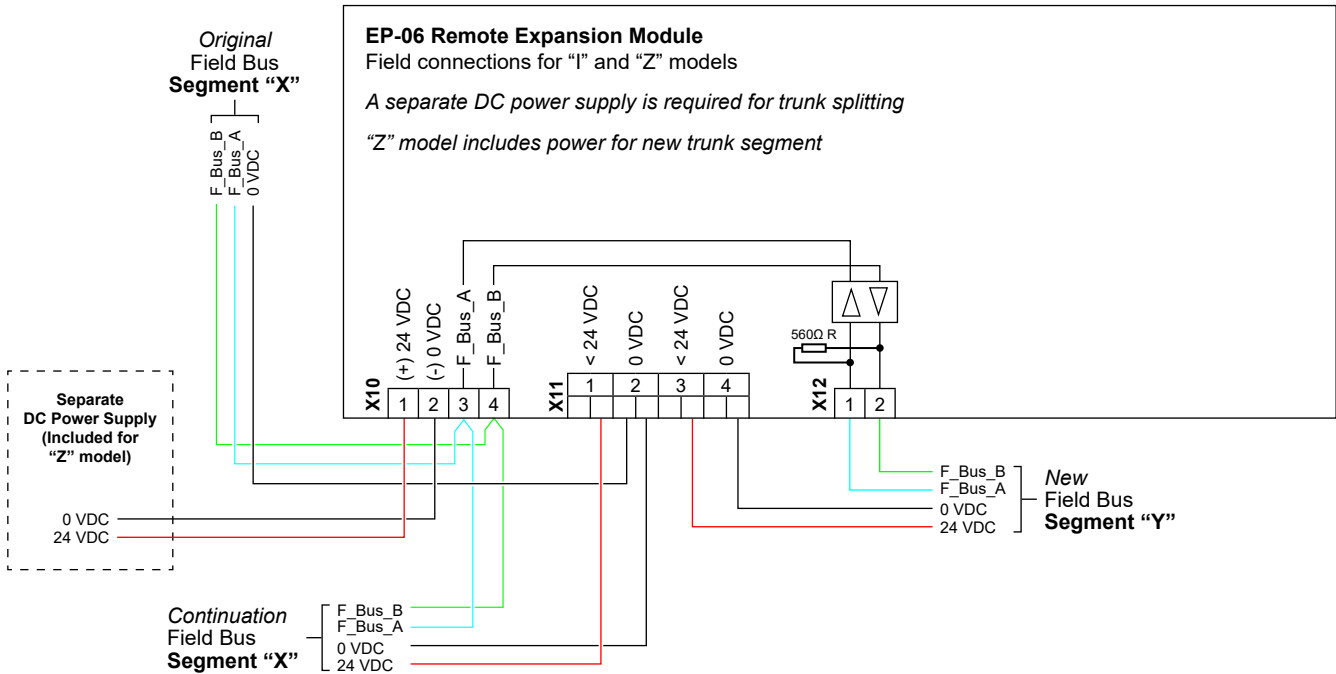 EP-06 Remote Expansion Module
Field connections for “I” and “Z” models
A separate DC power supply is required for trunk splitting
“Z” model includes power for new trunk segment
Original
Field Bus
Segment “X”
F_Bus_B
F_Bus_A
0 VDC
(+) 24 VDC
(-) 0 VDC
F_Bus_A
F_Bus_B
< 24 VDC
0 VDC
< 24 VDC
0 VDC
560Ω R
X10
1
2
3
4
X11
1
2
3
4
X12
1
2
Separate
DC Power Supply
(Included for
“Z” model)
0 VDC
24 VDC
F_Bus_B
F_Bus_A
0 VDC
24 VDC
New
Field Bus
Segment “Y”
Continuation
Field Bus
Segment “X”
F_Bus_B
F_Bus_A
0 VDC
24 VDC